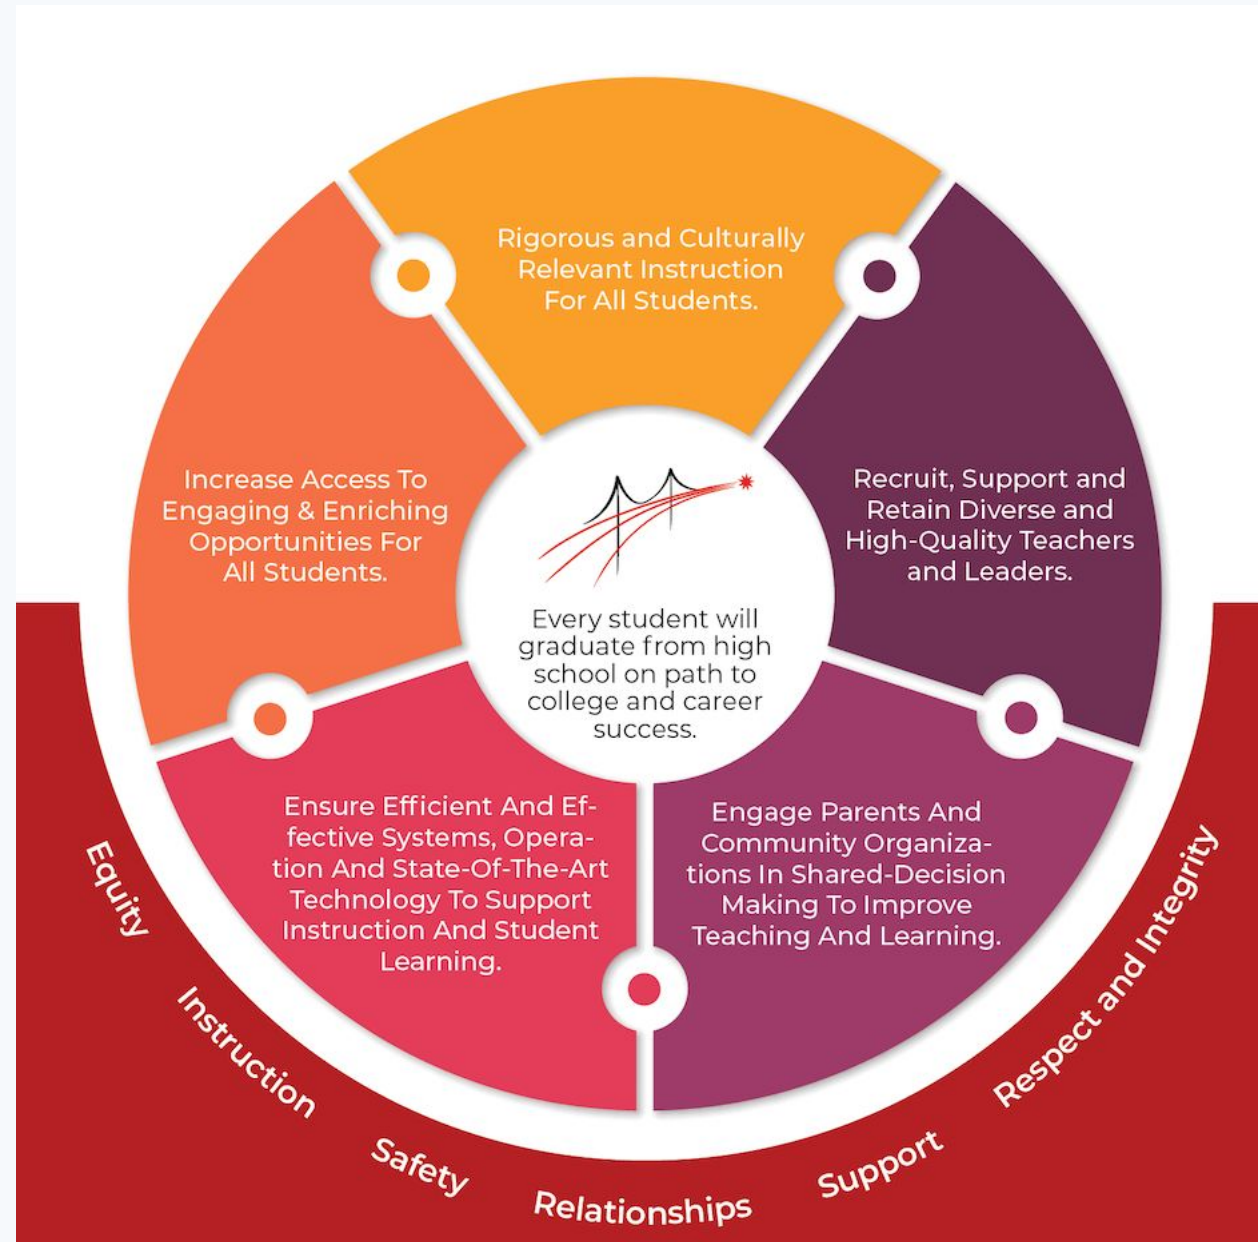 Rigorous and Culturally
Relevant Instruction
For All Students.
Increase Access To
Engaging & Enriching
Opportunities For
All Students.
Recruit, Support and
Retain Diverse and
High-Quality Teachers
and Leaders.
Every student will
graduate from high
school on path to
college and career
success.
Ensure Efficient And Ef-
fective Systems, Opera-
tion And State-Of-The-Art
Technology To Support
Instruction And Student
Learning.
Engage Parents And
Community Organiza-
tions In Shared-Decision
Making To Improve
Teaching And Learning.
Equity
Instruction
Safety
Relationships
Support
Respect and Integrity